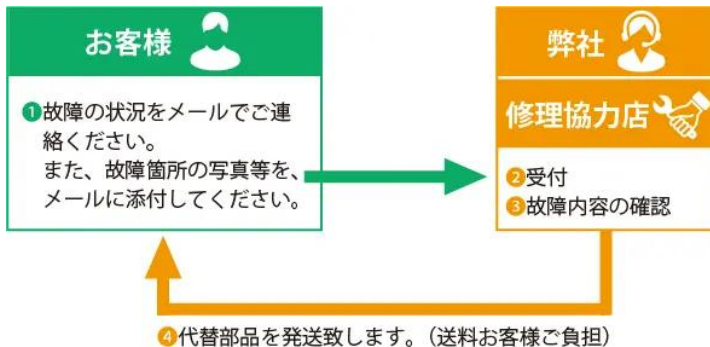 お客様
❶故障の状況をメールでご連
絡ください。
また、故障箇所の写真等を、
メールに添付してください。
弊社
修理協力店
❷受付
❸故障内容の確認
❹代替部品を発送致します。（送料お客様ご負担）